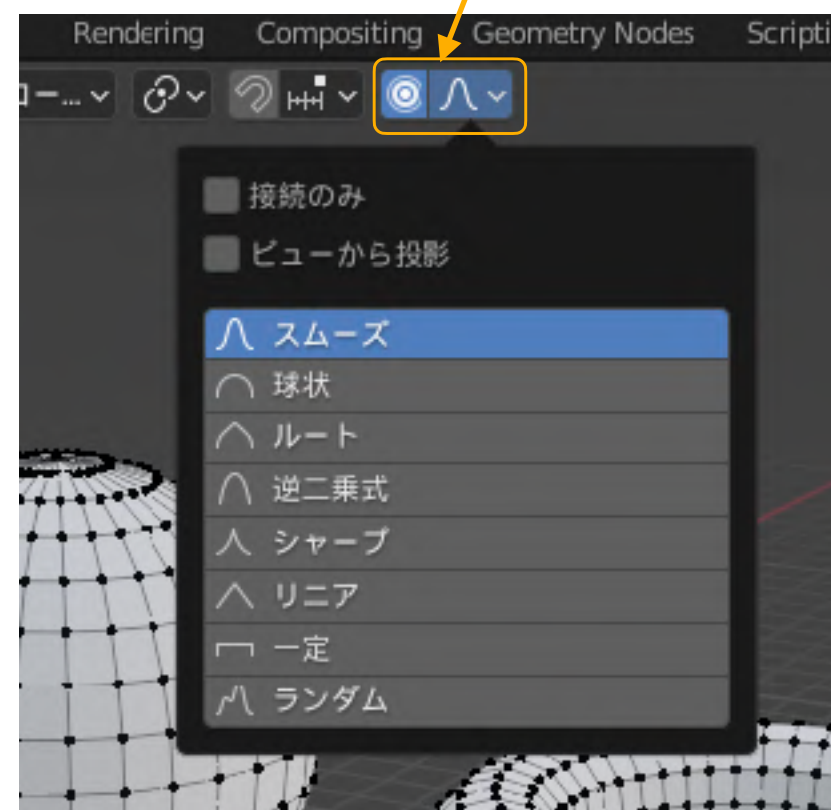 Rendering Compositing Geometry Nodes Scripti
ロー...
接続のみ
ビューから投影
スムーズ
球状
ルート
逆二乗式
シャープ
リニア
一定
ランダム